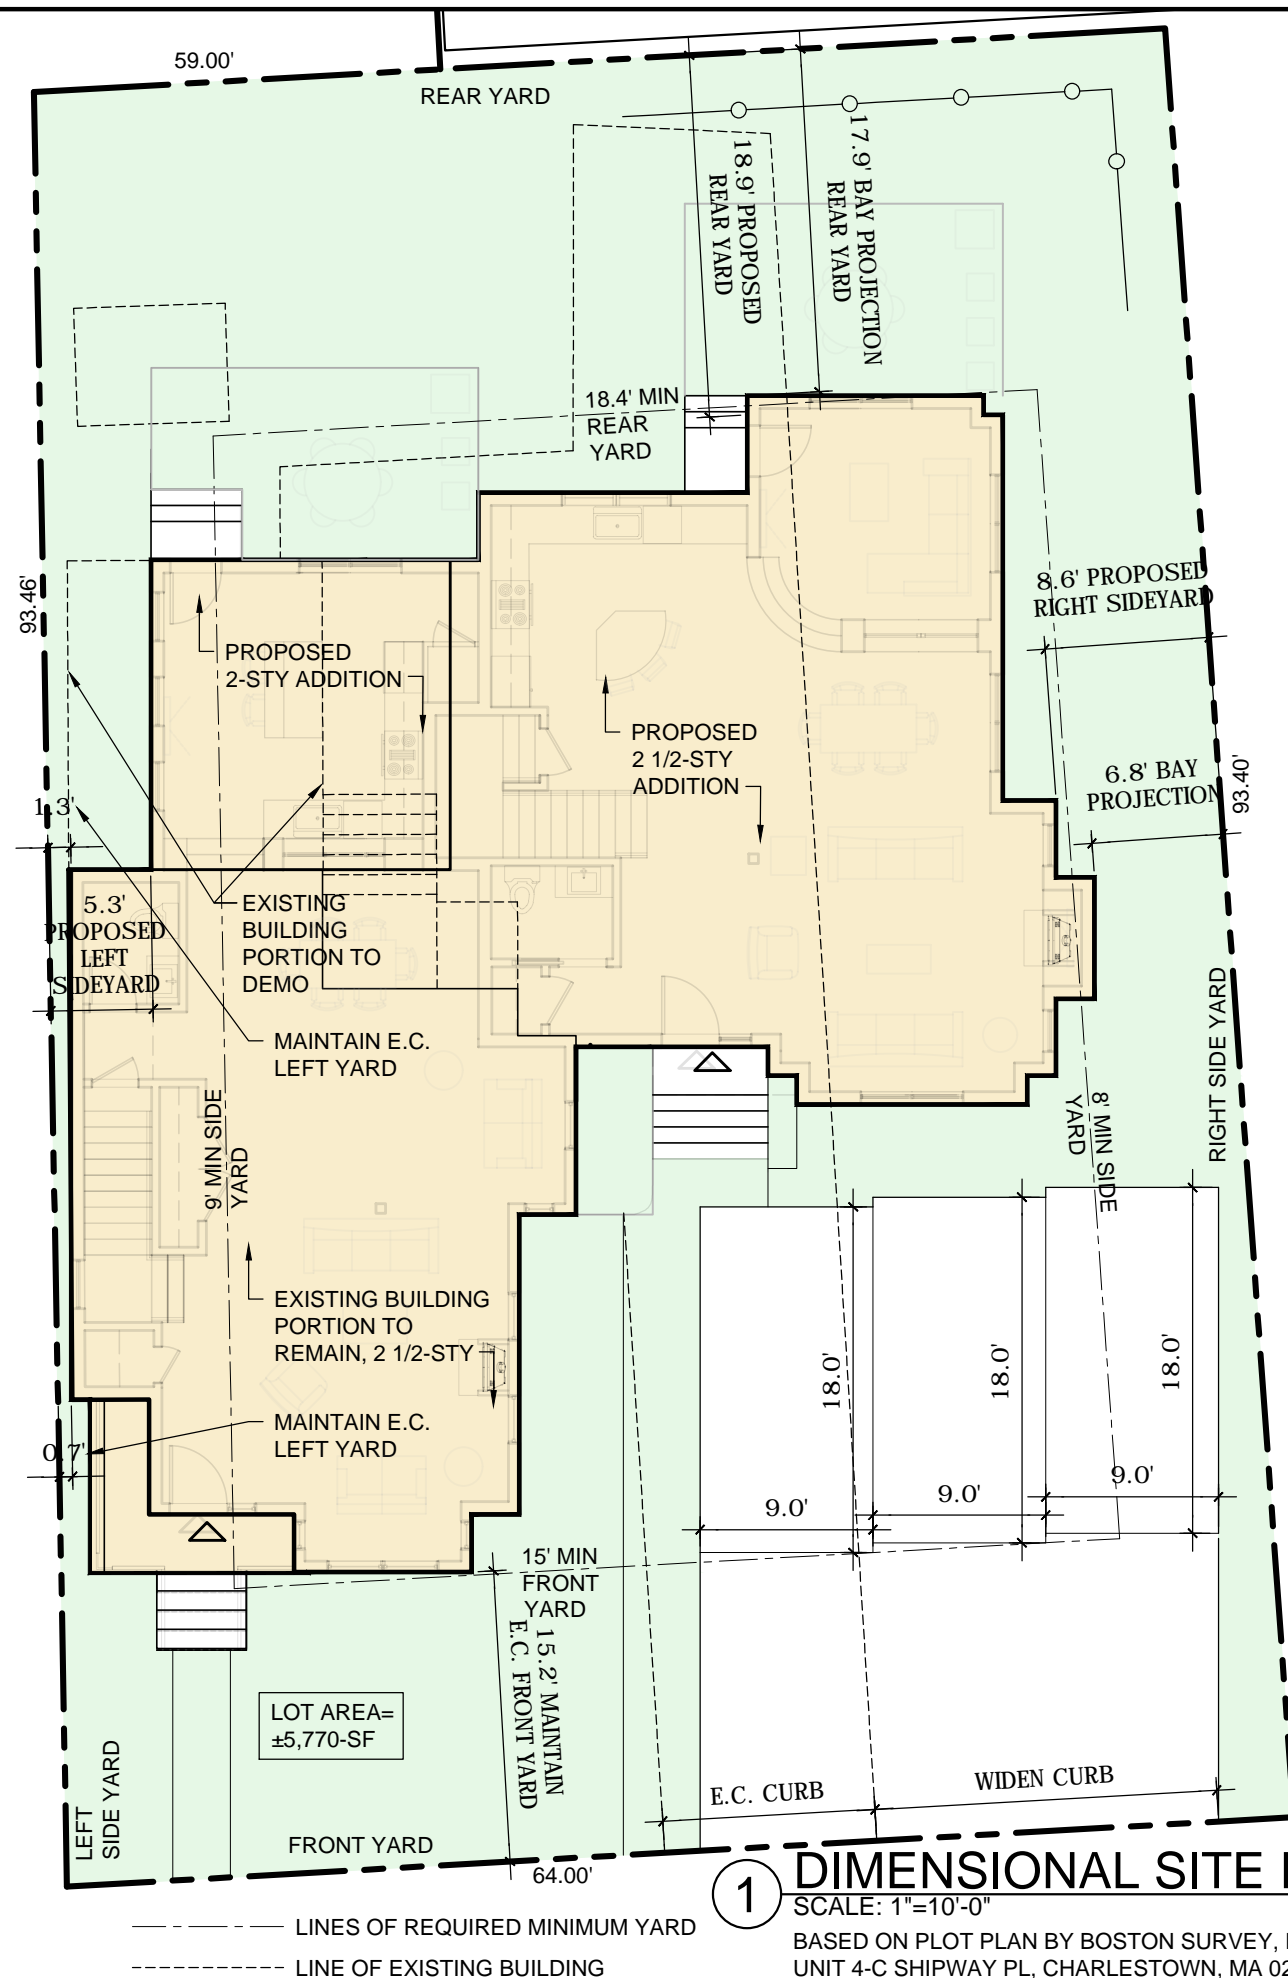 59.00'
REAR YARD
18.9' PROPOSED
REAR YARD
17.9' BAY PROJECTION
REAR YARD
18.4' MIN
REAR
YARD
93.46'
8.6' PROPOSED
RIGHT SIDEYARD
PROPOSED
2-STY ADDITION
PROPOSED
2 1/2-STY
ADDITION
6.8' BAY
PROJECTION
93.40'
1.3'
5.3'
PROPOSED
LEFT
SIDEYARD
EXISTING
BUILDING
PORTION TO
DEMO
MAINTAIN E.C.
LEFT YARD
RIGHT SIDE YARD
9' MIN SIDE
YARD
8' MIN SIDE
YARD
EXISTING BUILDING
PORTION TO
REMAIN, 2 1/2-STY
18.0'
18.0'
18.0'
MAINTAIN E.C.
LEFT YARD
0.7'
9.0'
9.0'
9.0'
15' MIN
FRONT
YARD
15.2' MAINTAIN
E.C. FRONT YARD
LOT AREA=
±5,770-SF
LEFT
SIDE YARD
E.C. CURB
WIDEN CURB
FRONT YARD
64.00'
1
DIMENSIONAL SITE
SCALE: 1"=10'-0"
LINES OF REQUIRED MINIMUM YARD
BASED ON PLOT PLAN BY BOSTON SURVEY,
LINE OF EXISTING BUILDING
UNIT 4-C SHIPWAY PL, CHARLESTOWN, MA